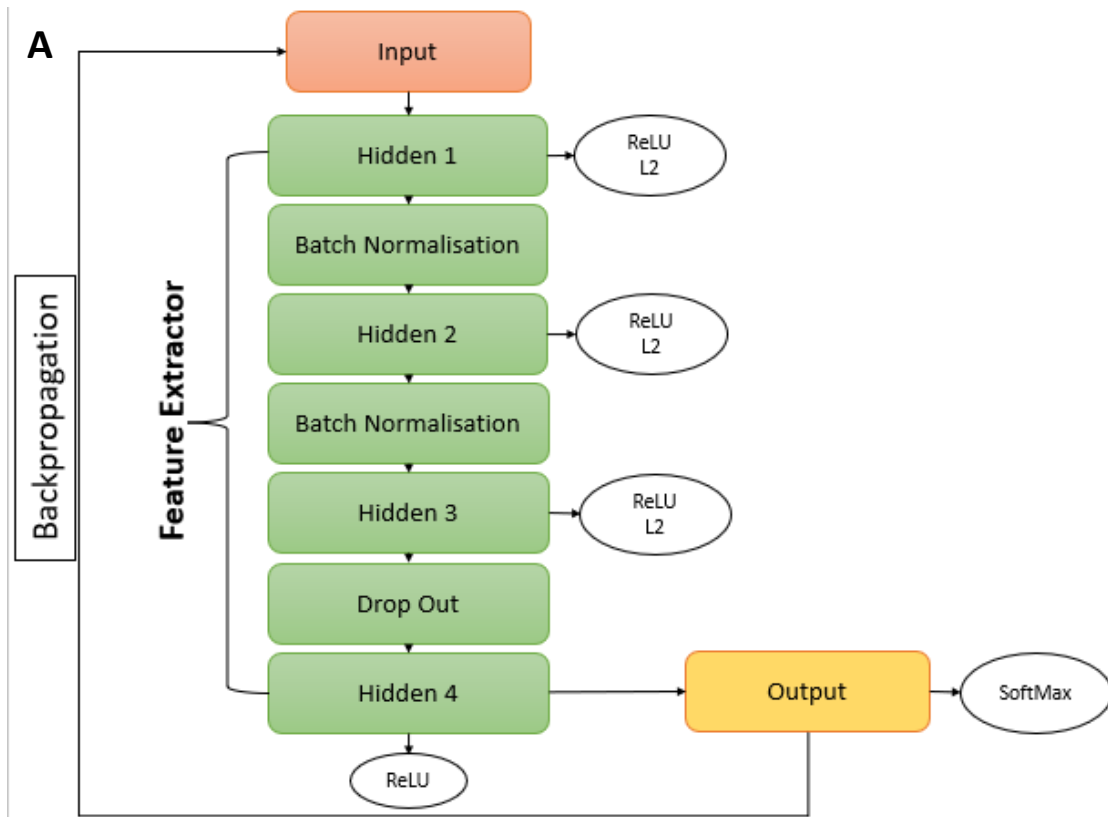 A
Input
Hidden 1
ReLU
L2
Batch Normalisation
Hidden 2
ReLU
L2
Batch Normalisation
Hidden 3
ReLU
L2
Drop Out
Hidden 4
ReLU
Output
SoftMax
Feature Extractor
Backpropagation